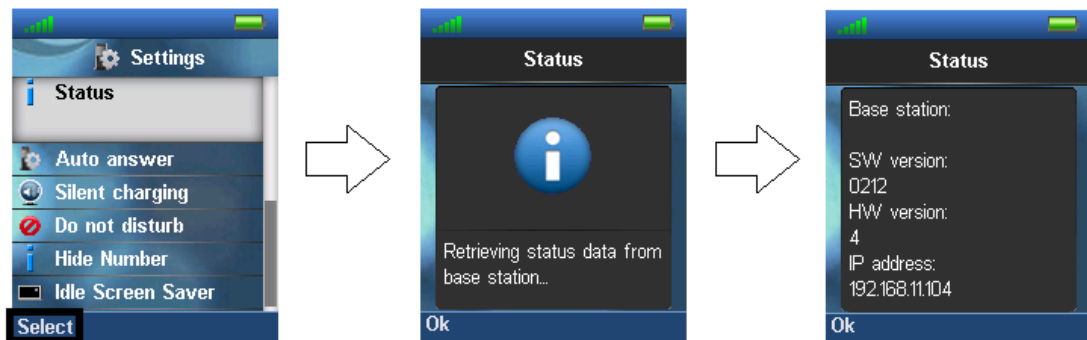 Settings
Status
Auto answer
Silent charging
Do not disturb
Hide Number
Idle Screen Saver
Select
Status
Retrieving status data from
base station...
Ok
Status
Base station:
SW version:
0212
HW version:
4
IP address:
192.168.11.104
Ok